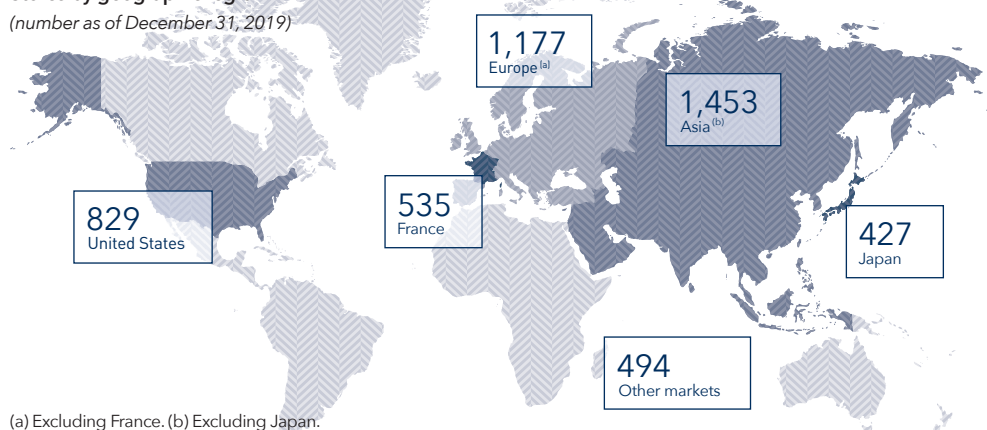 (number as of December 31, 2019)
1,177
Europe (a)
1,453
Asia (b)
829
United States
535
France
427
Japan
494
Other markets
(a) Excluding France. (b) Excluding Japan.